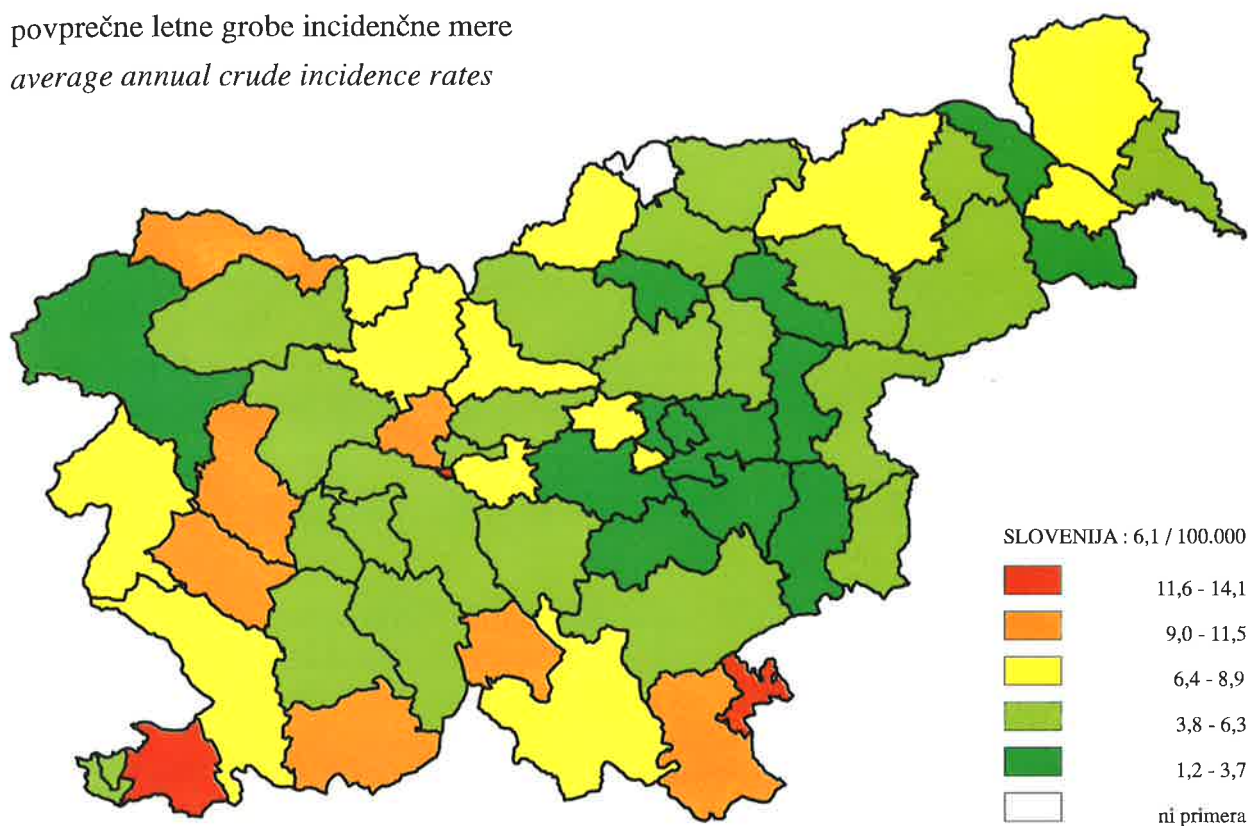 povprečne letne grobe incidenčne mere
average annual crude incidence rates
SLOVENIJA : 6,1 / 100.000
11,6 - 14,1
9,0 - 11,5
6,4 - 8,9
3,8 - 6,3
1,2 - 3,7
ni primera